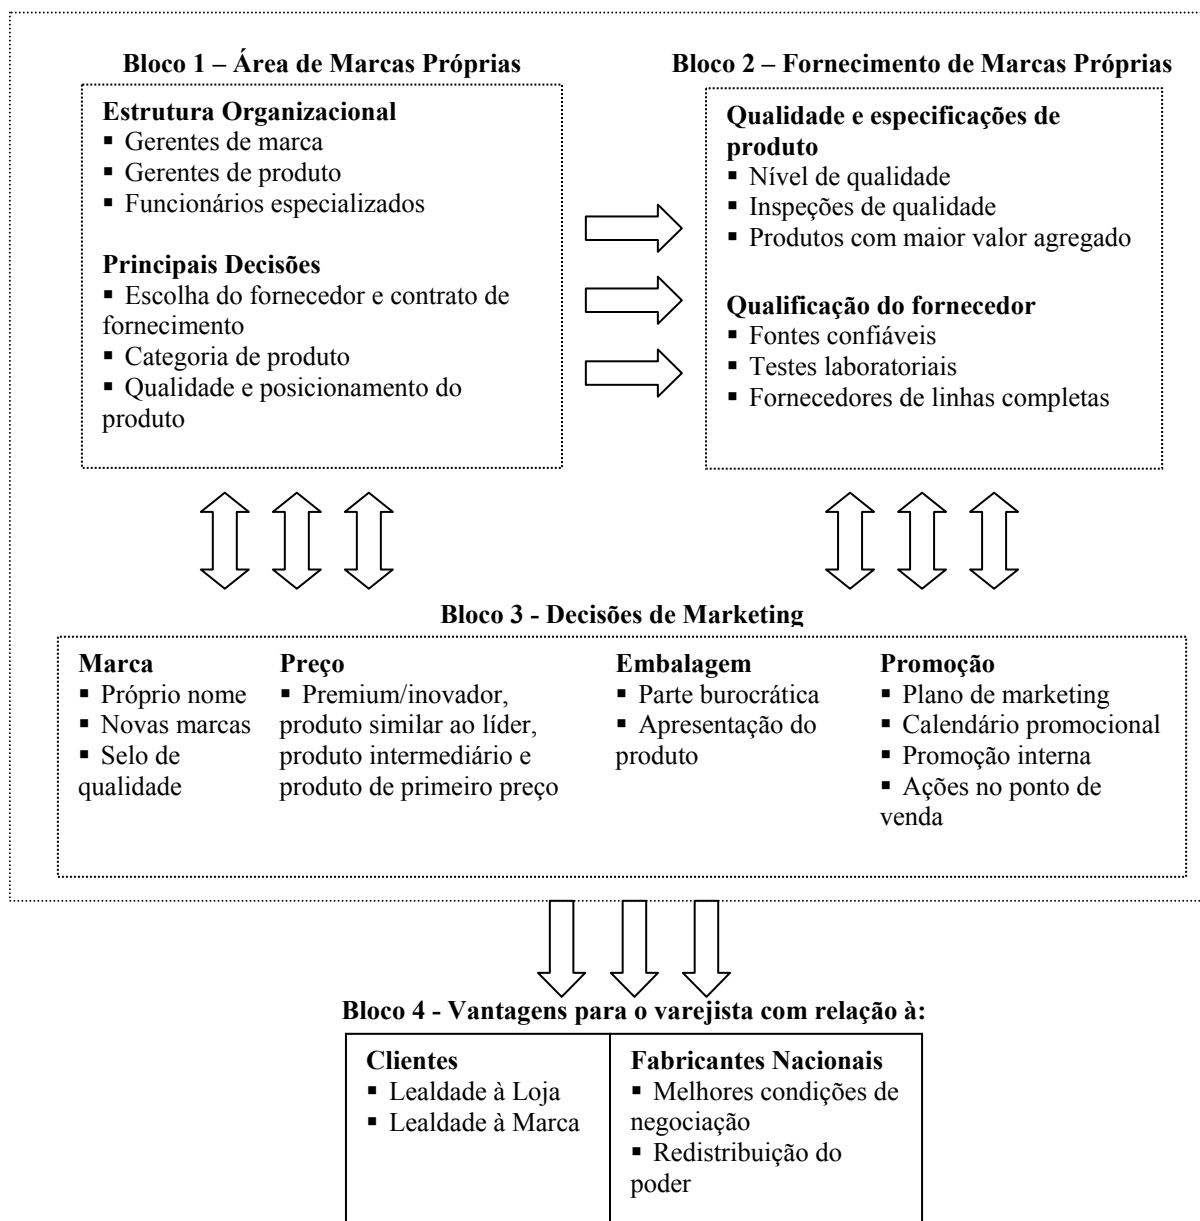 Bloco 1 – Área de Marcas Próprias
Estrutura Organizacional
▪ Gerentes de marca
▪ Gerentes de produto
▪ Funcionários especializados
Principais Decisões
▪ Escolha do fornecedor e contrato de
fornecimento
▪ Categoria de produto
▪ Qualidade e posicionamento do
produto
Bloco 2 – Fornecimento de Marcas Próprias
Qualidade e especificações de
produto
▪ Nível de qualidade
▪ Inspeções de qualidade
▪ Produtos com maior valor agregado
Qualificação do fornecedor
▪ Fontes confiáveis
▪ Testes laboratoriais
▪ Fornecedores de linhas completas
Bloco 3 - Decisões de Marketing
Marca
▪ Próprio nome
▪ Novas marcas
▪ Selo de
qualidade
Preço
▪ Premium/inovador,
produto similar ao líder,
produto intermediário e
produto de primeiro preço
Embalagem
▪ Parte burocrática
▪ Apresentação do
produto
Promoção
▪ Plano de marketing
▪ Calendário promocional
▪ Promoção interna
▪ Ações no ponto de
venda
Bloco 4 - Vantagens para o varejista com relação à:
Clientes
▪ Lealdade à Loja
▪ Lealdade à Marca
Fabricantes Nacionais
▪ Melhores condições de
negociação
▪ Redistribuição do
poder